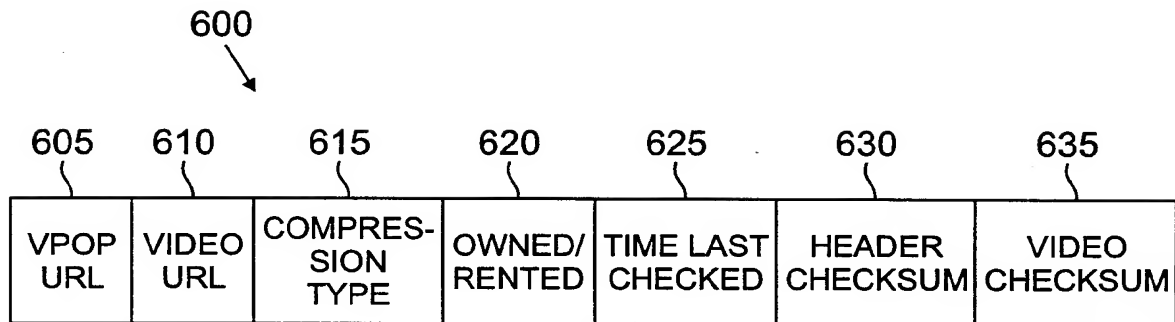 600
605 610 615 620 625 630 635
VPOP URL
VIDEO URL
COMPRES-
SION
TYPE
OWNED/
RENTED
TIME LAST
CHECKED
HEADER
CHECKSUM
VIDEO
CHECKSUM